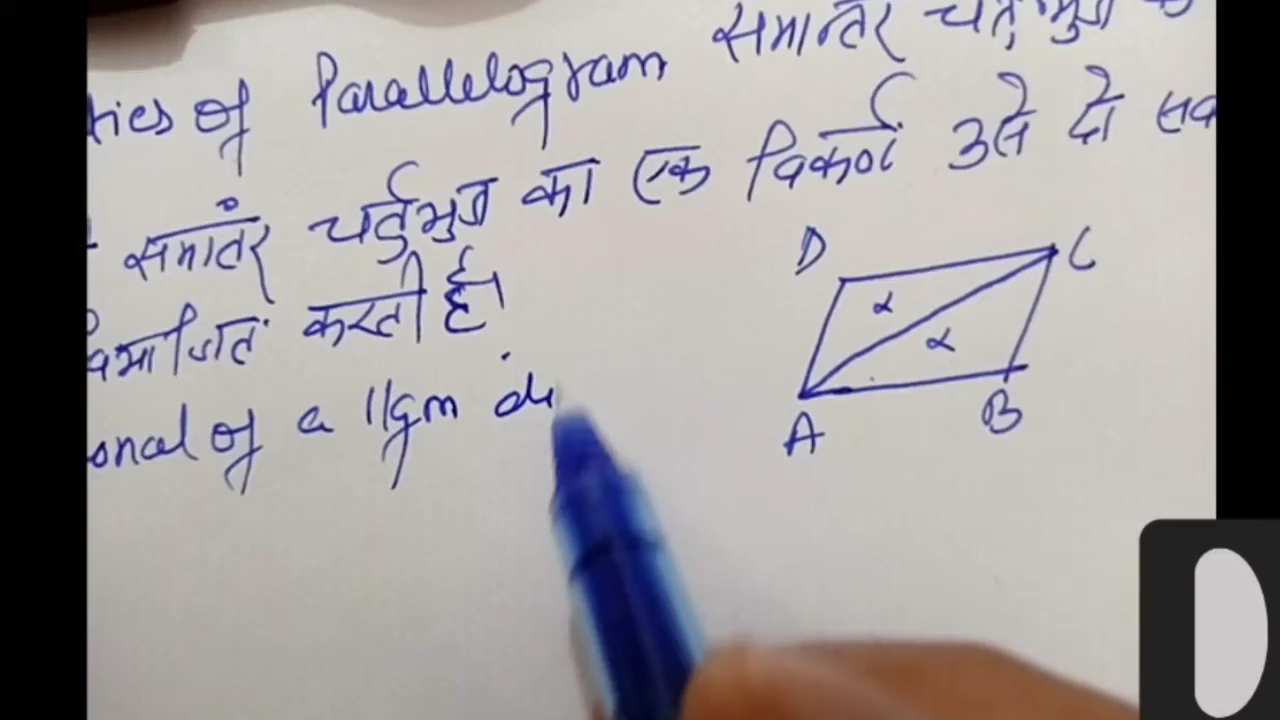 ties of Parallelogram समान्तर चतुर्भुज
समांतर चर्तुभुज का एक विकर्ण उसे दो
विभाजित करती है।
onal of a ||gm di
D
C
α
α
A
B